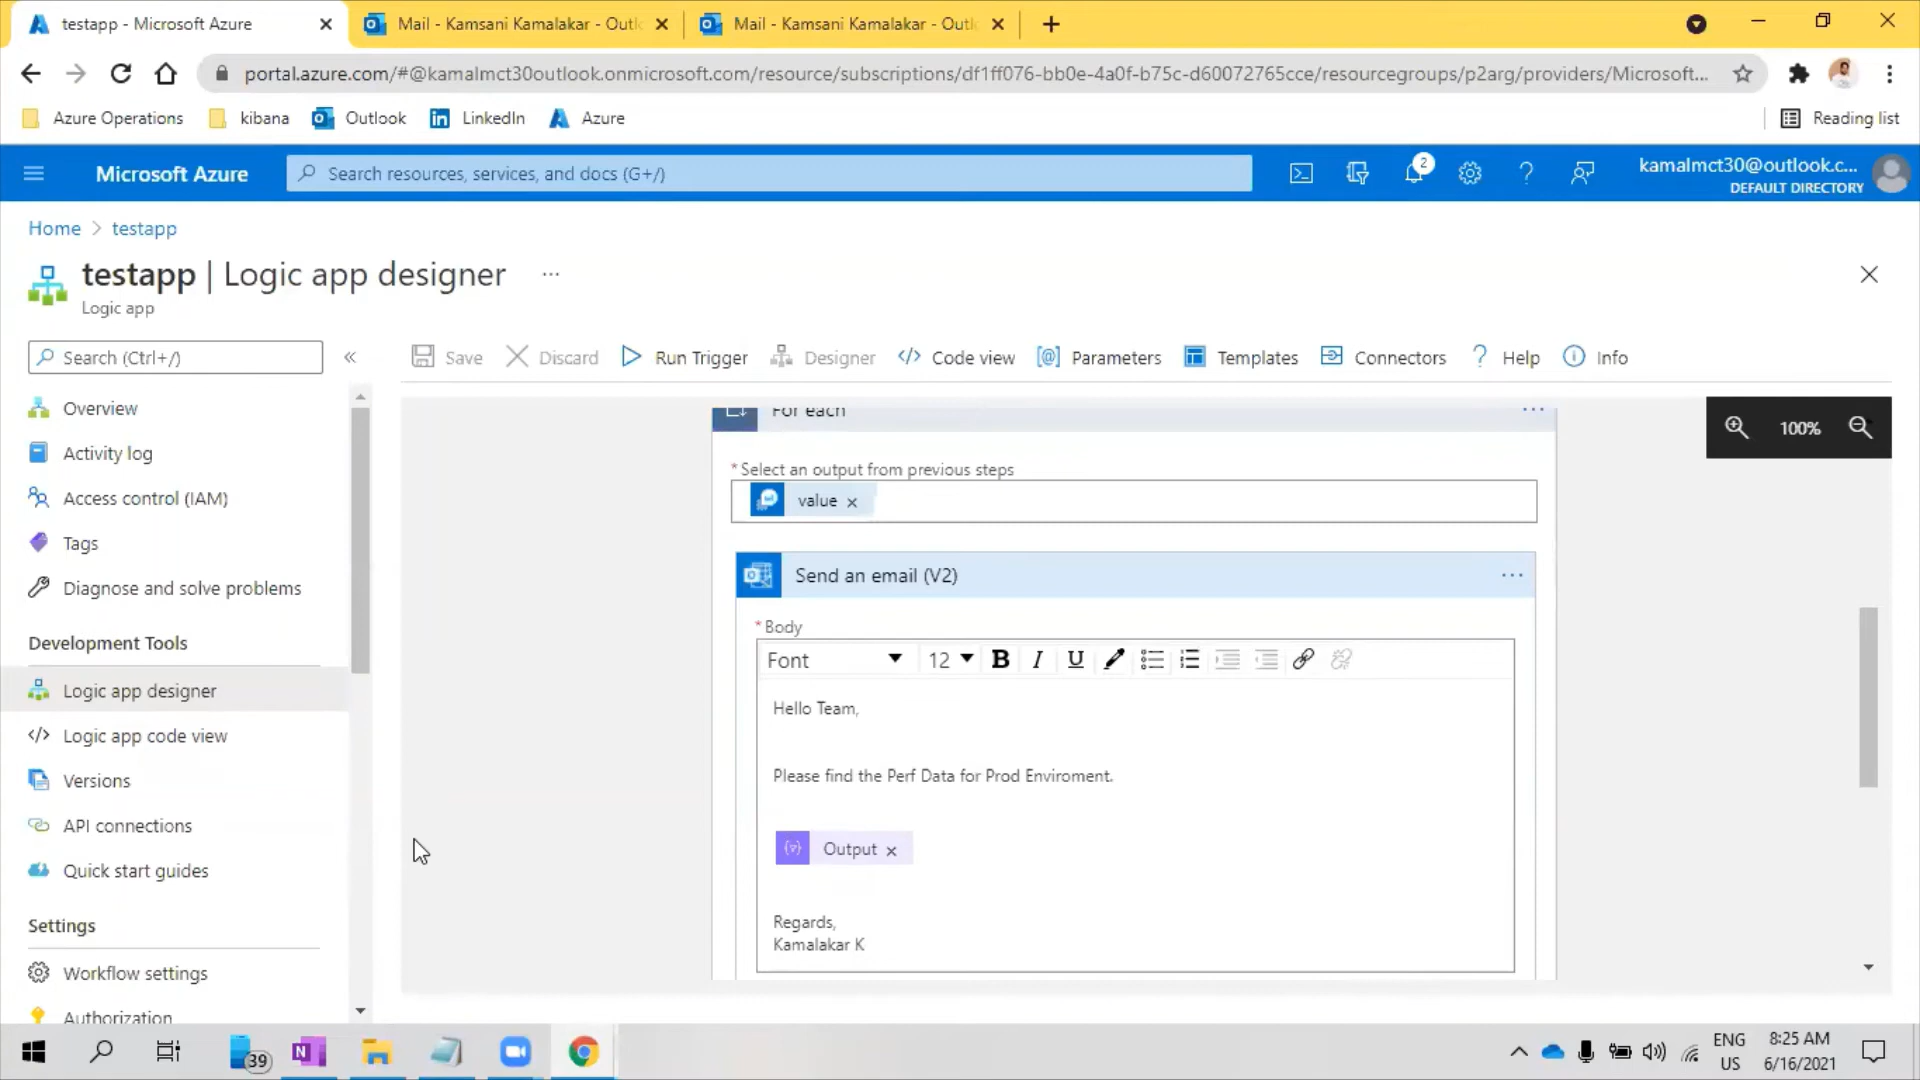 testapp - Microsoft Azure
Mail - Kamsani Kamalakar - Outl
Mail - Kamsani Kamalakar - Outl
portal.azure.com/#@kamalmct30outlook.onmicrosoft.com/resource/subscriptions/df1ff076-bb0e-4a0f-b75c-d60072765cce/resourcegroups/p2arg/providers/Microsoft...
Azure Operations
kibana
Outlook
LinkedIn
Azure
Reading list
Microsoft Azure
Search resources, services, and docs (G+/)
2
kamalmct30@outlook.c...
DEFAULT DIRECTORY
Home > testapp
testapp | Logic app designer ...
Logic app
Search (Ctrl+/)
«
Save
Discard
Run Trigger
Designer
Code view
Parameters
Templates
Connectors
Help
Info
Overview
Activity log
Access control (IAM)
Tags
Diagnose and solve problems
Development Tools
Logic app designer
Logic app code view
Versions
API connections
Quick start guides
Settings
Workflow settings
Authorization
For each
100%
* Select an output from previous steps
value ×
Send an email (V2)
* Body
Font
12
B I U
Hello Team,
Please find the Perf Data for Prod Enviroment.
Output ×
Regards,
Kamalakar K
39
N
ENG
US
8:25 AM
6/16/2021